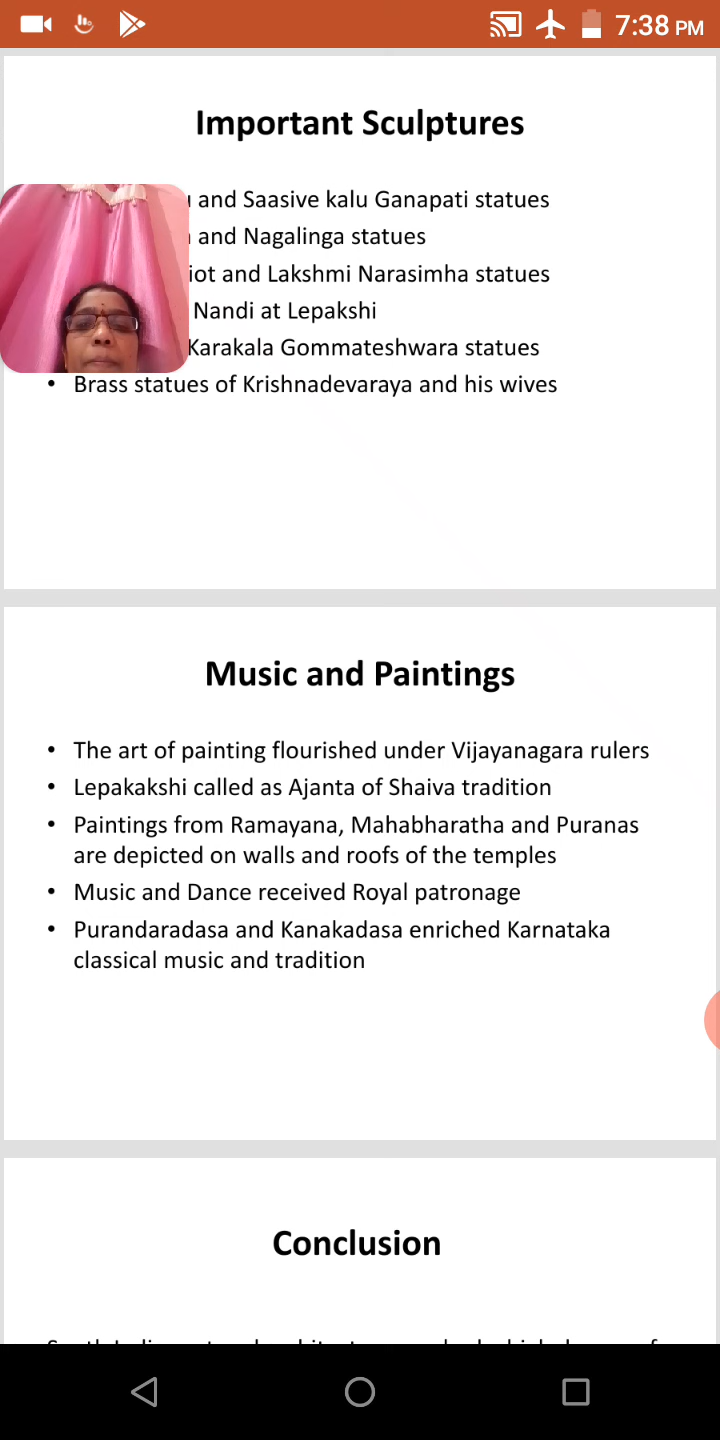 7:38 PM
Important Sculptures
and Saasive kalu Ganapati statues
and Nagalinga statues
and Lakshmi Narasimha statues
Nandi at Lepakshi
Karakala Gommateshwara statues
• Brass statues of Krishnadevaraya and his wives
Music and Paintings
• The art of painting flourished under Vijayanagara rulers
• Lepakakshi called as Ajanta of Shaiva tradition
• Paintings from Ramayana, Mahabharatha and Puranas
are depicted on walls and roofs of the temples
• Music and Dance received Royal patronage
• Purandaradasa and Kanakadasa enriched Karnataka
classical music and tradition
Conclusion